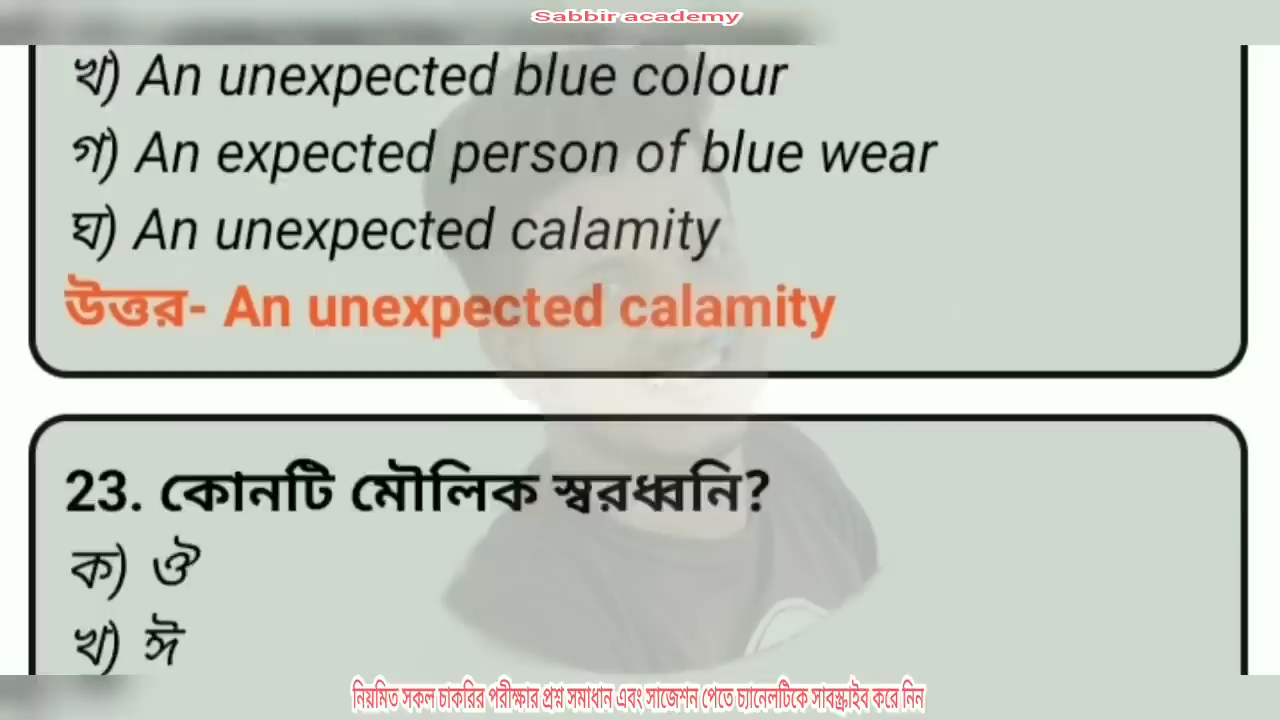 Sabbir academy
খ) An unexpected blue colour
গ) An expected person of blue wear
ঘ) An unexpected calamity
উত্তর- An unexpected calamity
23. কোনটি মৌলিক স্বরধ্বনি?
ক) ঔ
খ) ঈ
নিয়মিত সকল চাকরির পরীক্ষার প্রশ্ন সমাধান এবং সাজেশন পেতে চ্যানেলটিকে সাবস্ক্রাইব করে নিন